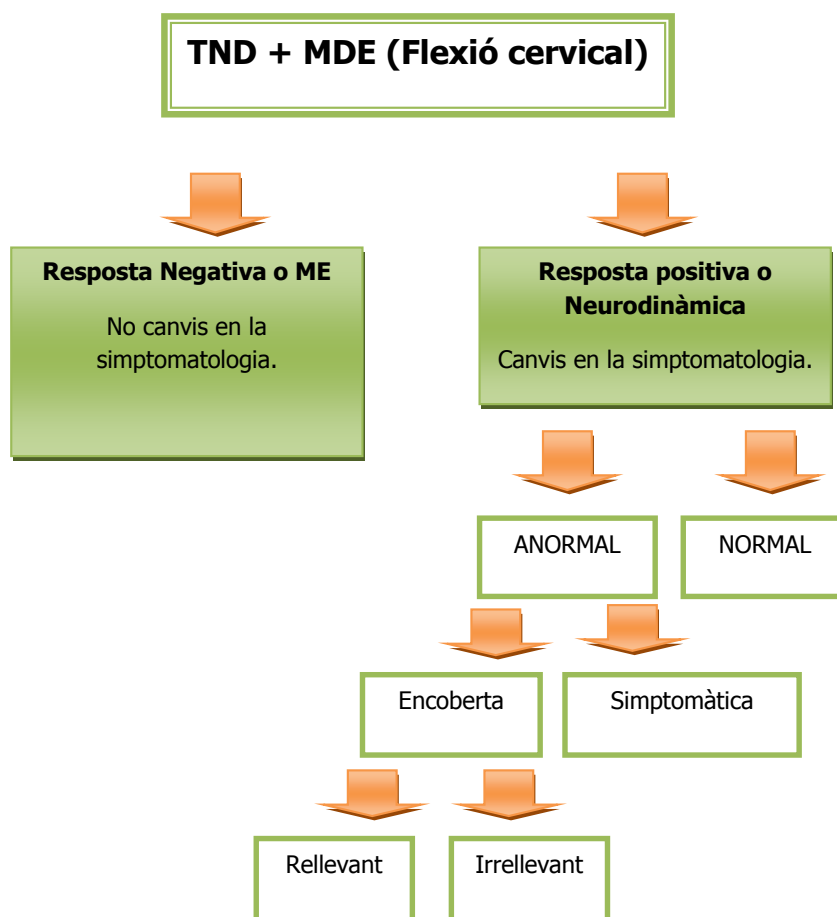 TND + MDE (Flexió cervical)
Resposta Negativa o ME
No canvis en la
simptomatologia.
Resposta positiva o
Neurodinàmica
Canvis en la simptomatologia.
ANORMAL
NORMAL
Encoberta
Simptomàtica
Rellevant
Irrellevant